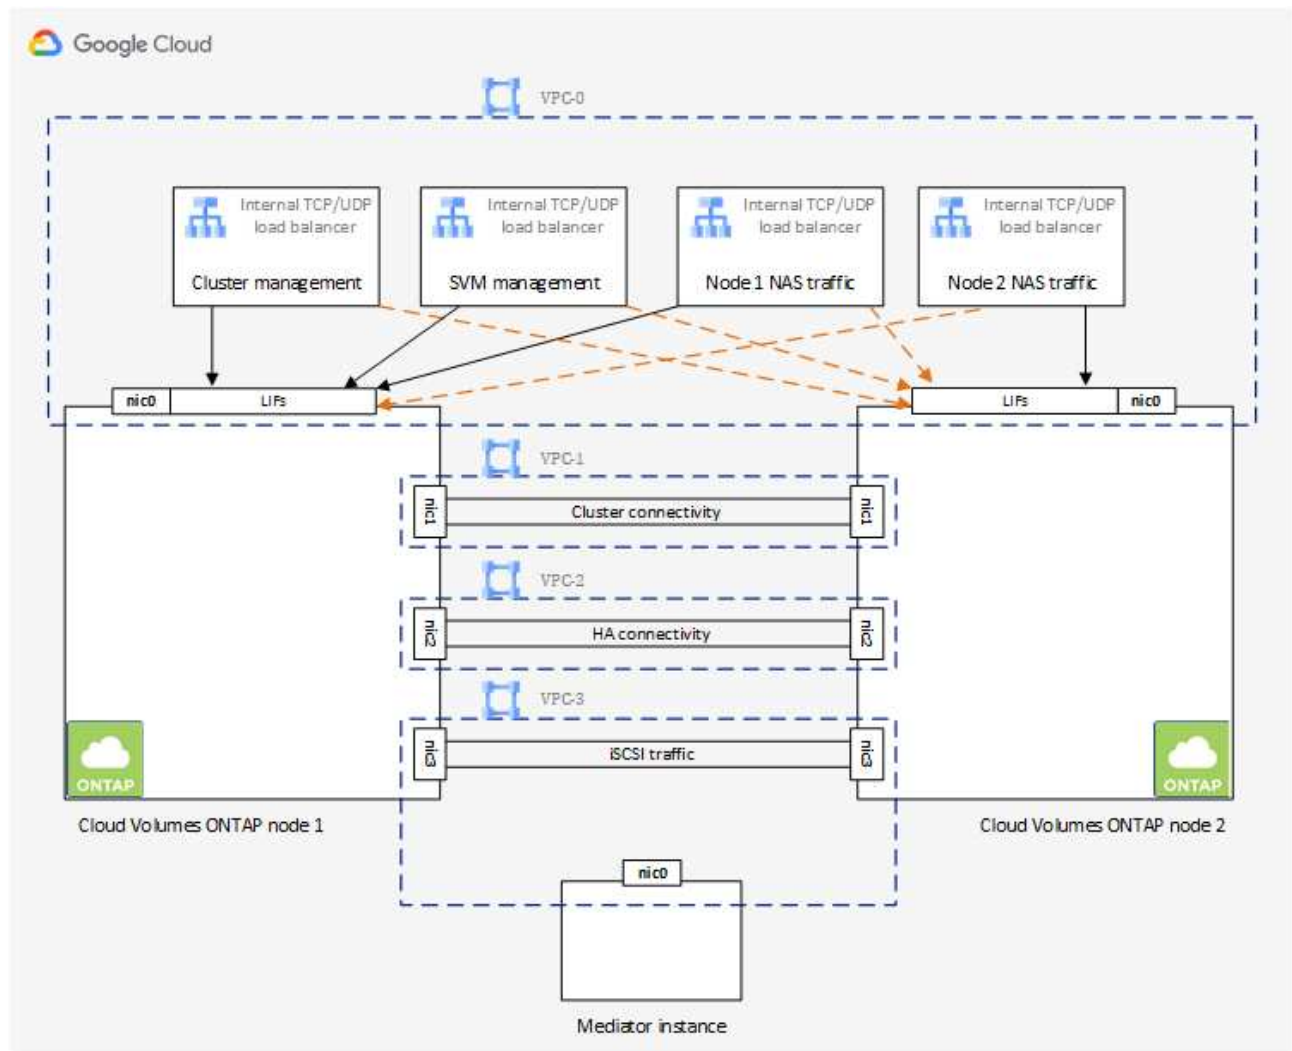 Google Cloud
VPC-0
Internal TCP/UDP
load balancer
Cluster management
Internal TCP/UDP
load balancer
SVM management
Internal TCP/UDP
load balancer
Node 1 NAS traffic
Internal TCP/UDP
load balancer
Node 2 NAS traffic
nic0
LIFs
LIFs
nic0
VPC-1
nic1
Cluster connectivity
nic1
VPC-2
nic2
HA connectivity
nic2
VPC-3
nic3
iSCSI traffic
nic3
ONTAP
ONTAP
Cloud Volumes ONTAP node 1
Cloud Volumes ONTAP node 2
nic0
Mediator instance